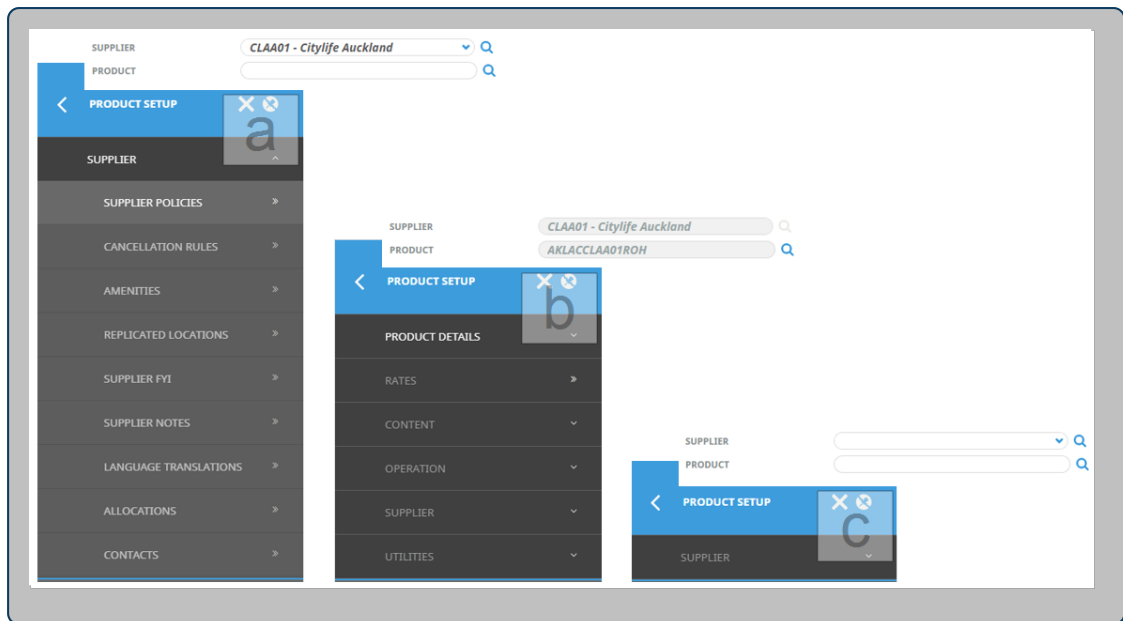 SUPPLIER CLAA01 - Citylife Auckland
PRODUCT
PRODUCT SETUP
a
SUPPLIER
SUPPLIER POLICIES
CANCELLATION RULES
AMENITIES
REPLICATED LOCATIONS
SUPPLIER FYI
SUPPLIER NOTES
LANGUAGE TRANSLATIONS
ALLOCATIONS
CONTACTS
SUPPLIER CLAA01 - Citylife Auckland
PRODUCT AKLACCLAA01ROH
PRODUCT SETUP
b
PRODUCT DETAILS
RATES
CONTENT
OPERATION
SUPPLIER
UTILITIES
SUPPLIER
PRODUCT
PRODUCT SETUP
c
SUPPLIER